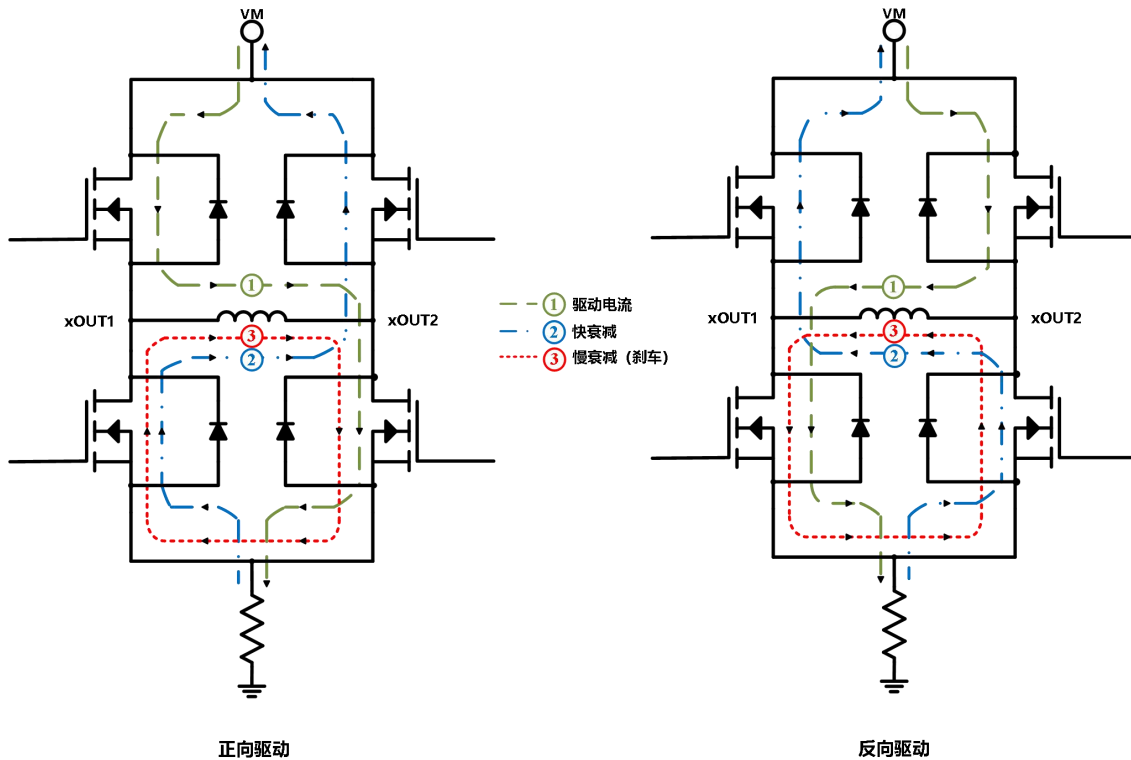 VM
VM
①
①
xOUT1
xOUT2
① 驱动电流
② 快衰减
③ 慢衰减（刹车）
xOUT1
xOUT2
③
②
③
②
正向驱动
反向驱动